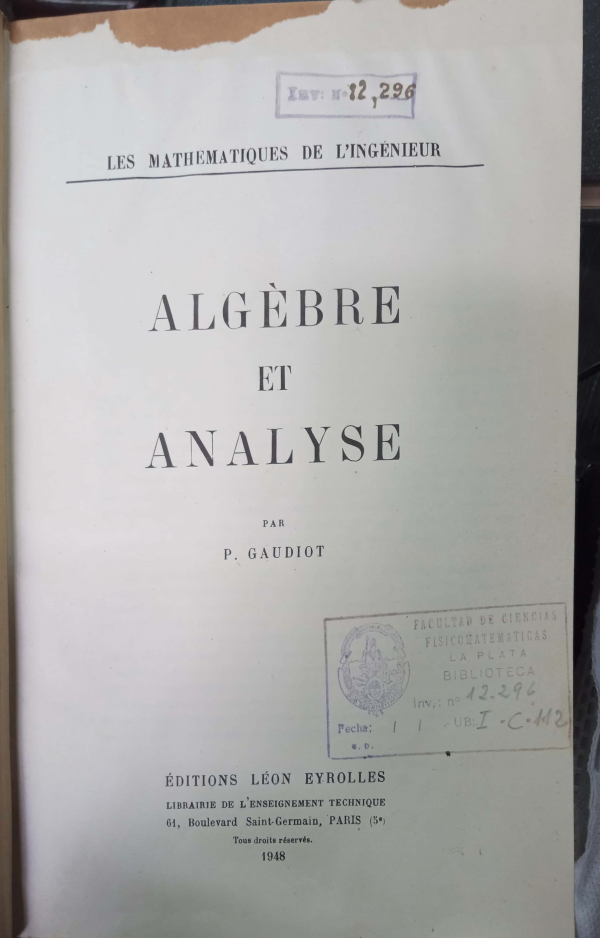 Inv: Nº 12,296
LES MATHÉMATIQUES DE L'INGÉNIEUR
ALGÈBRE
ET
ANALYSE
PAR
P. GAUDIOT
FACULTAD DE CIENCIAS
FISICOMATEMATICAS
LA PLATA
BIBLIOTECA
Inv,: nº 12.296
Fecha; / / - UB: I-C-112
ÉDITIONS LÉON EYROLLES
LIBRAIRIE DE L'ENSEIGNEMENT TECHNIQUE
61, Boulevard Saint-Germain, PARIS (5e)
Tous droits réservés.
1948